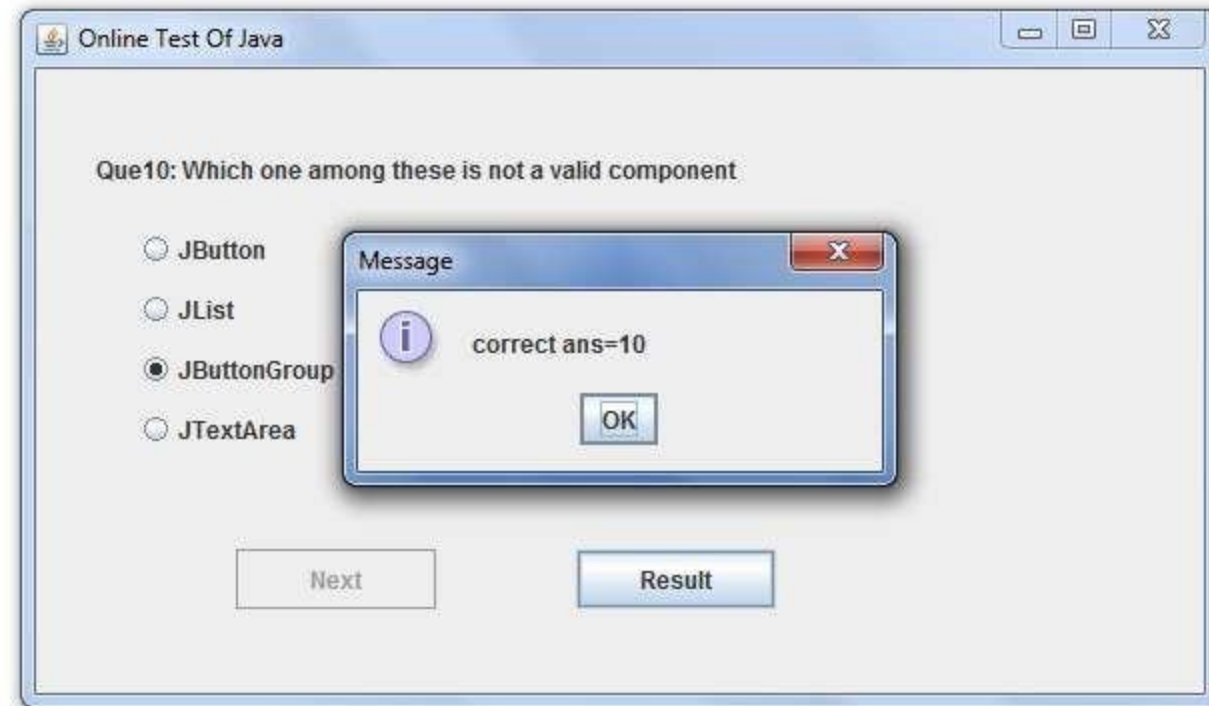 Online Test Of Java
Que10: Which one among these is not a valid component
JButton
JList
JButtonGroup
JTextArea
Message
i
correct ans=10
OK
Next
Result